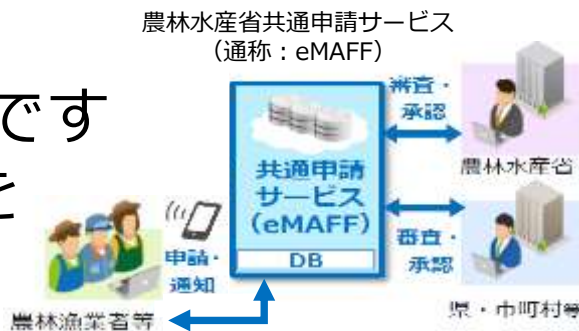 農林水産省共通申請サービス
（通称：eMAFF）
です
と
審査・
承認
農林水産省
共通申請
サービス
（eMAFF）
DB
申請・
通知
審査・
承認
農林漁業者等
県・市町村等